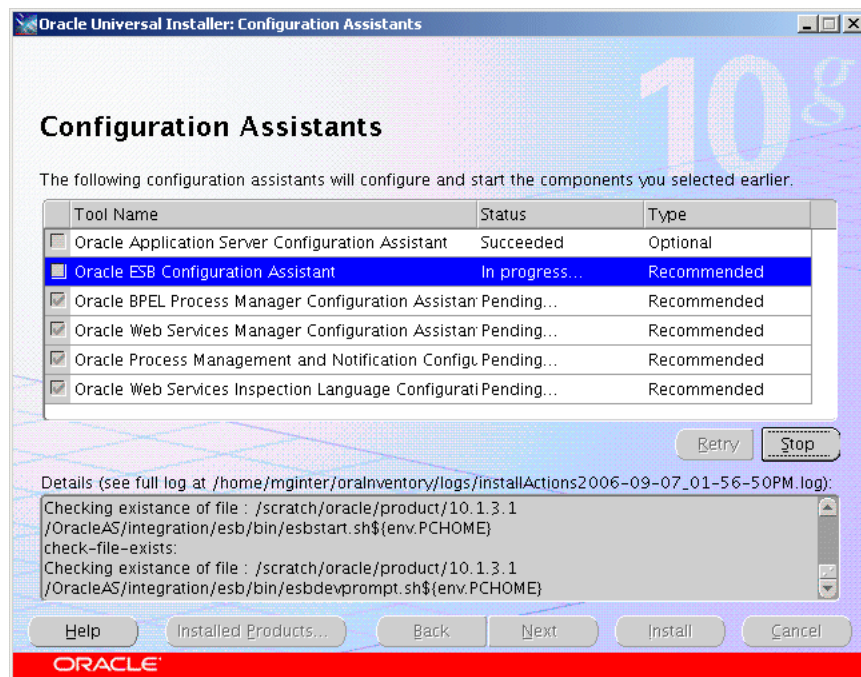 Oracle Universal Installer: Configuration Assistants
10g
Configuration Assistants
The following configuration assistants will configure and start the components you selected earlier.
Tool Name Status Type
Oracle Application Server Configuration Assistant Succeeded Optional
Oracle ESB Configuration Assistant In progress... Recommended
Oracle BPEL Process Manager Configuration Assistan Pending... Recommended
Oracle Web Services Manager Configuration Assistan Pending... Recommended
Oracle Process Management and Notification Configu Pending... Recommended
Oracle Web Services Inspection Language Configurati Pending... Recommended
Retry Stop
Details (see full log at /home/mginter/oraInventory/logs/installActions2006-09-07_01-56-50PM.log):
Checking existance of file : /scratch/oracle/product/10.1.3.1
/OracleAS/integration/esb/bin/esbstart.sh${env.PCHOME}
check-file-exists:
Checking existance of file : /scratch/oracle/product/10.1.3.1
/OracleAS/integration/esb/bin/esbdevprompt.sh${env.PCHOME}
Help Installed Products... Back Next Install Cancel
ORACLE